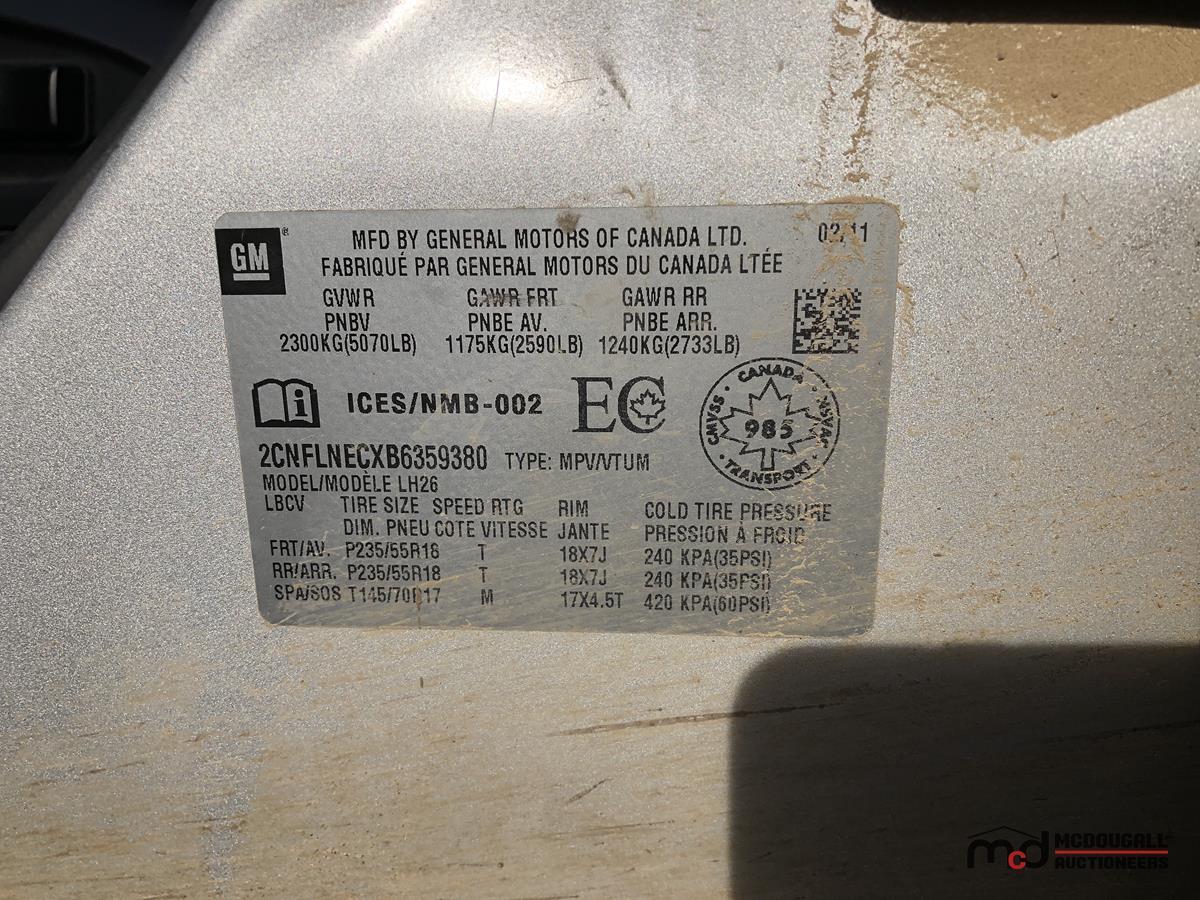 GM®
MFD BY GENERAL MOTORS OF CANADA LTD. 02/11
FABRIQUÉ PAR GENERAL MOTORS DU CANADA LTÉE
GVWR GAWR FRT GAWR RR
PNBV PNBE AV. PNBE ARR.
2300KG(5070LB) 1175KG(2590LB) 1240KG(2733LB)
ICES/NMB-002 EC
CANADA
CMVSS 985 NSVAC
TRANSPORT
2CNFLNECXB6359380 TYPE: MPV/VTUM
MODEL/MODÈLE LH26
LBCV TIRE SIZE SPEED RTG RIM COLD TIRE PRESSURE
DIM. PNEU COTE VITESSE JANTE PRESSION À FROID
FRT/AV. P235/55R18 T 18X7J 240 KPA(35PSI)
RR/ARR. P235/55R18 T 18X7J 240 KPA(35PSI)
SPA/SOS T145/70R17 M 17X4.5T 420 KPA(60PSI)
mcd MCDOUGALL
AUCTIONEERS